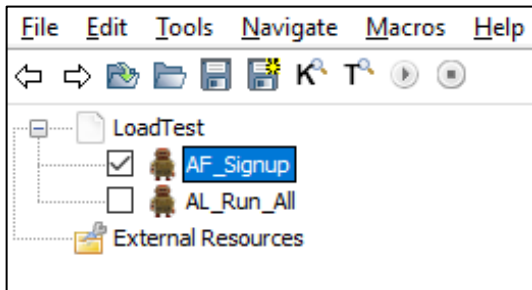 File Edit Tools Navigate Macros Help
K T
LoadTest
AF_Signup
AL_Run_All
External Resources